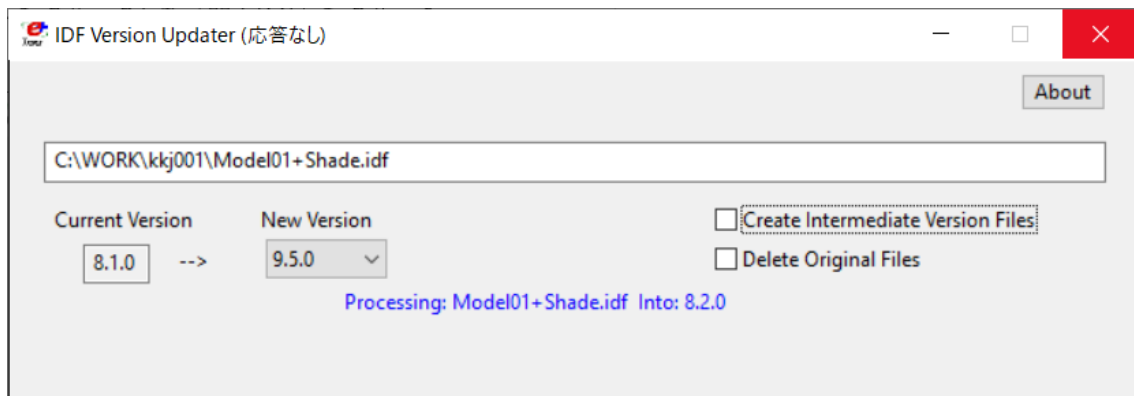 IDF Version Updater (応答なし)
About
C:\WORK\kkj001\Model01+Shade.idf
Current Version New Version Create Intermediate Version Files
8.1.0 --> 9.5.0 Delete Original Files
Processing: Model01+Shade.idf Into: 8.2.0